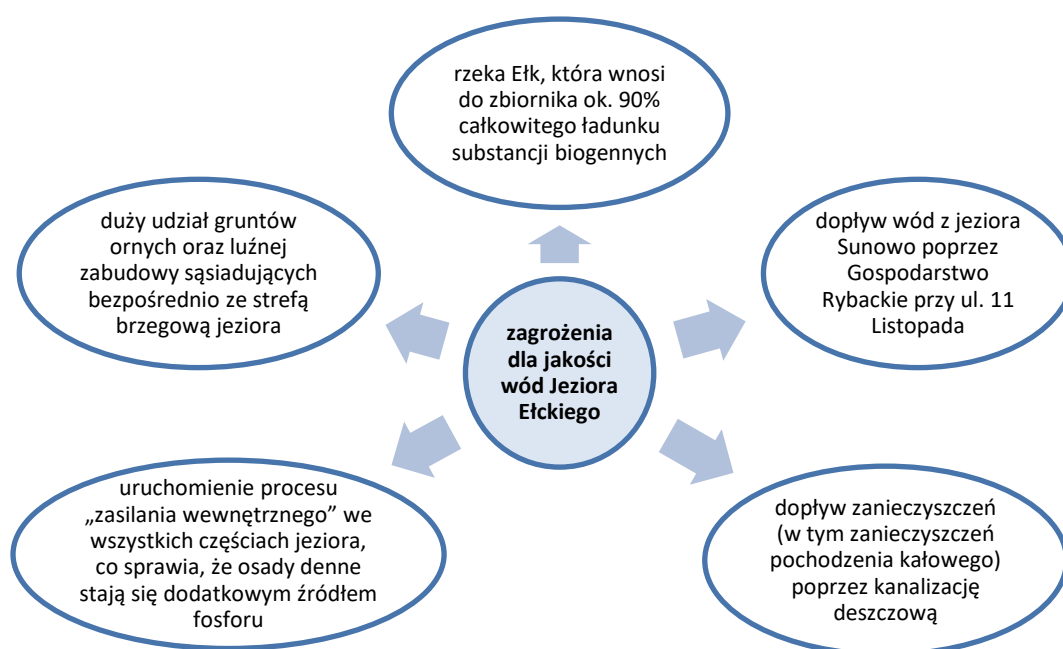 rzeka Ełk, która wnosi
do zbiornika ok. 90%
całkowitego ładunku
substancji biogennych
duży udział gruntów
ornych oraz luźnej
zabudowy sąsiadujących
bezpośrednio ze strefą
brzegową jeziora
dopływ wód z jeziora
Sunowo poprzez
Gospodarstwo
Rybackie przy ul. 11
Listopada
zagrożenia
dla jakości
wód Jeziora
Ełckiego
uruchomienie procesu
„zasilania wewnętrznego” we
wszystkich częściach jeziora,
co sprawia, że osady denne
stają się dodatkowym źródłem
fosforu
dopływ zanieczyszczeń
(w tym zanieczyszczeń
pochodzenia kałowego)
poprzez kanalizację
deszczową